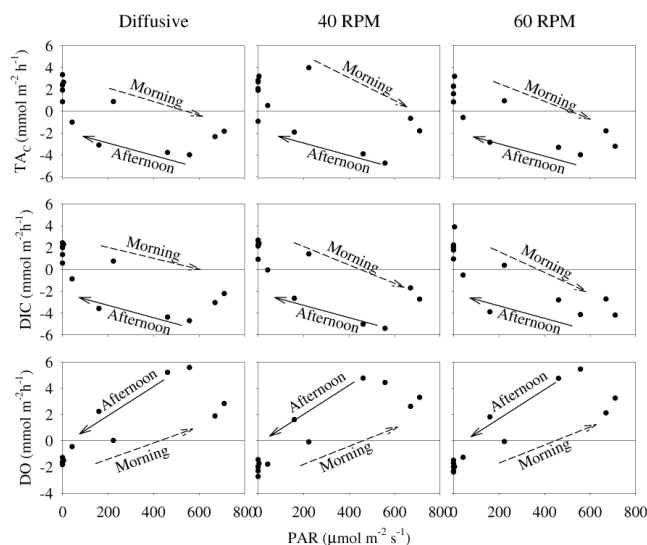 Diffusive 40 RPM 60 RPM
TA_C (mmol m⁻² h⁻¹)
6
4
2
0
-2
-4
-6
Morning
Afternoon
Morning
Afternoon
Morning
Afternoon
DIC (mmol m⁻²h⁻¹)
6
4
2
0
-2
-4
-6
Morning
Afternoon
Morning
Afternoon
Morning
Afternoon
DO (mmol m⁻²h⁻¹)
6
4
2
0
-2
-4
Afternoon
Morning
Afternoon
Morning
Afternoon
Morning
0 200 400 600 800 0 200 400 600 800 0 200 400 600 800
PAR (μmol m⁻² s⁻¹)